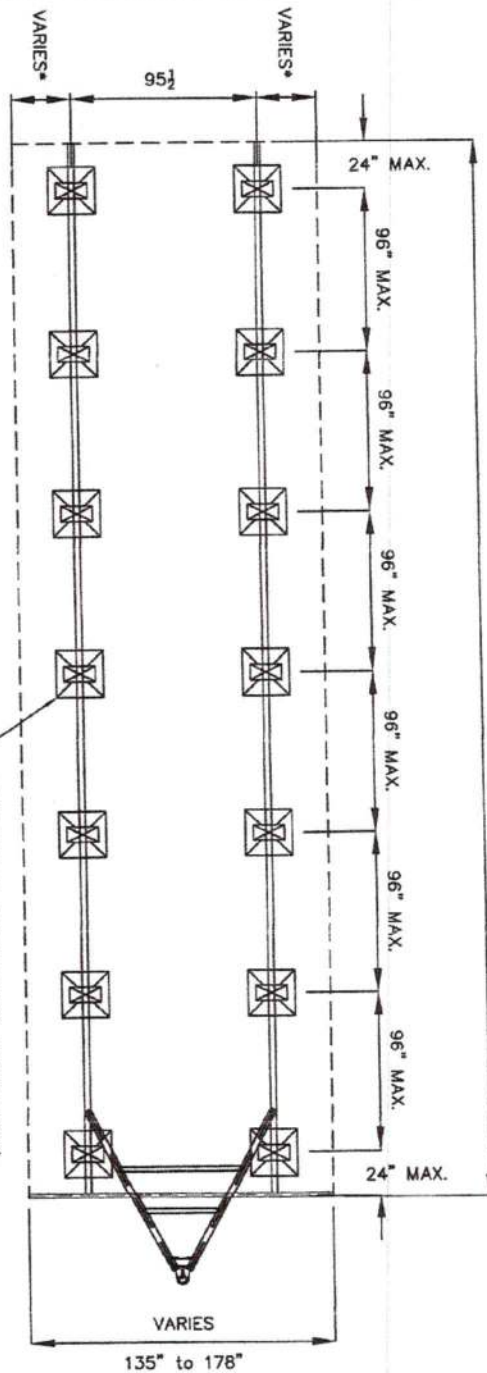 VARIES*
95½
VARIES*
24" MAX.
96" MAX.
96" MAX.
96" MAX.
96" MAX.
96" MAX.
96" MAX.
24" MAX.
VARIES
135" to 178"